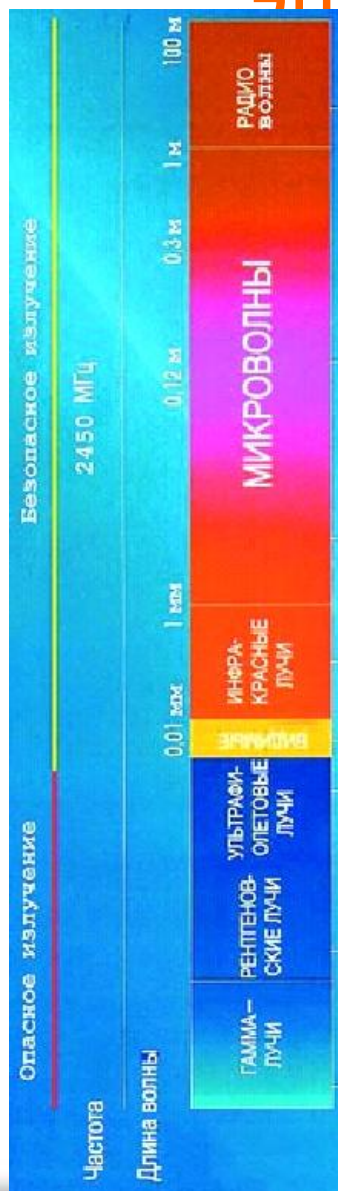 Опасное излучение Безопасное излучение
Частота 2450 МГц
Длина волны 0,01 мм 1 мм 0,12 м 0,3 м 1 м 100 м
ГАММА–
ЛУЧИ
РЕНТГЕНОВ-
СКИЕ ЛУЧИ
УЛЬТРАФИ-
ОЛЕТОВЫЕ
ЛУЧИ
ВИДИМЫЕ
ИНФРА-
КРАСНЫЕ
ЛУЧИ
МИКРОВОЛНЫ
РАДИО
ВОЛНЫ